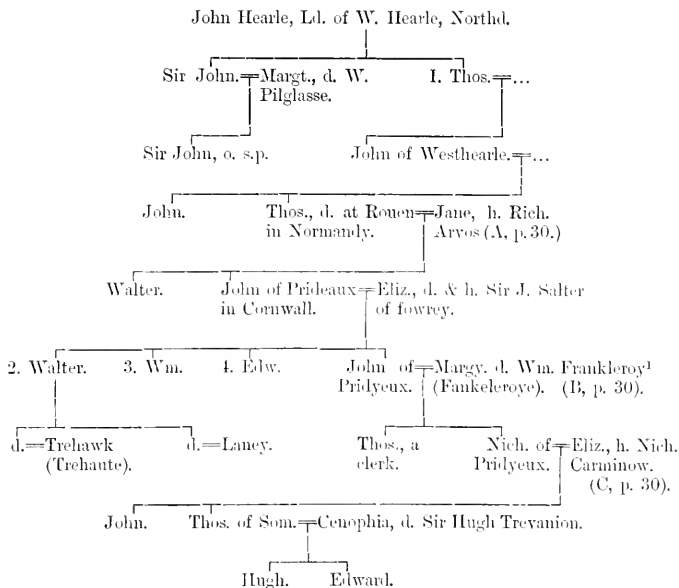 John Hearle, Ld. of W. Hearle, Northd.
Sir John. Margt., d. W. 1. Thos. ...
Pilglasse.
Sir John, o. s.p. John of Westhearle. ...
John. Thos., d. at Rouen Jane, h. Rich.
in Normandy. Arvos (A, p. 30.)
Walter. John of Prideaux Eliz., d. & h. Sir J. Salter
in Cornwall. of fowrey.
2. Walter. 3. Wm. 4. Edw. John of Margy. d. Wm. Frankleroy¹
Pridyeux. (Fankeleroye). (B, p. 30).
d. Trehawk d. Laney. Thos., a Nich. of Eliz., h. Nich.
(Trehaute). clerk. Pridyeux. Carminow.
(C, p. 30).
John. Thos. of Som. Cenophia, d. Sir Hugh Trevanion.
Hugh. Edward.